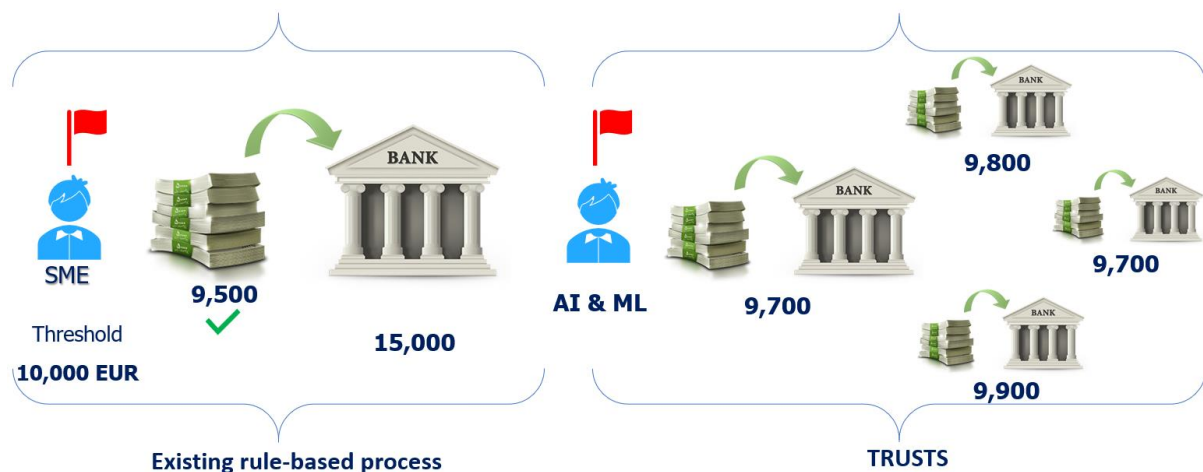 SME
Threshold
10,000 EUR
9,500
BANK
15,000
Existing rule-based process
AI & ML
9,700
BANK
BANK
9,800
BANK
9,700
BANK
9,900
TRUSTS